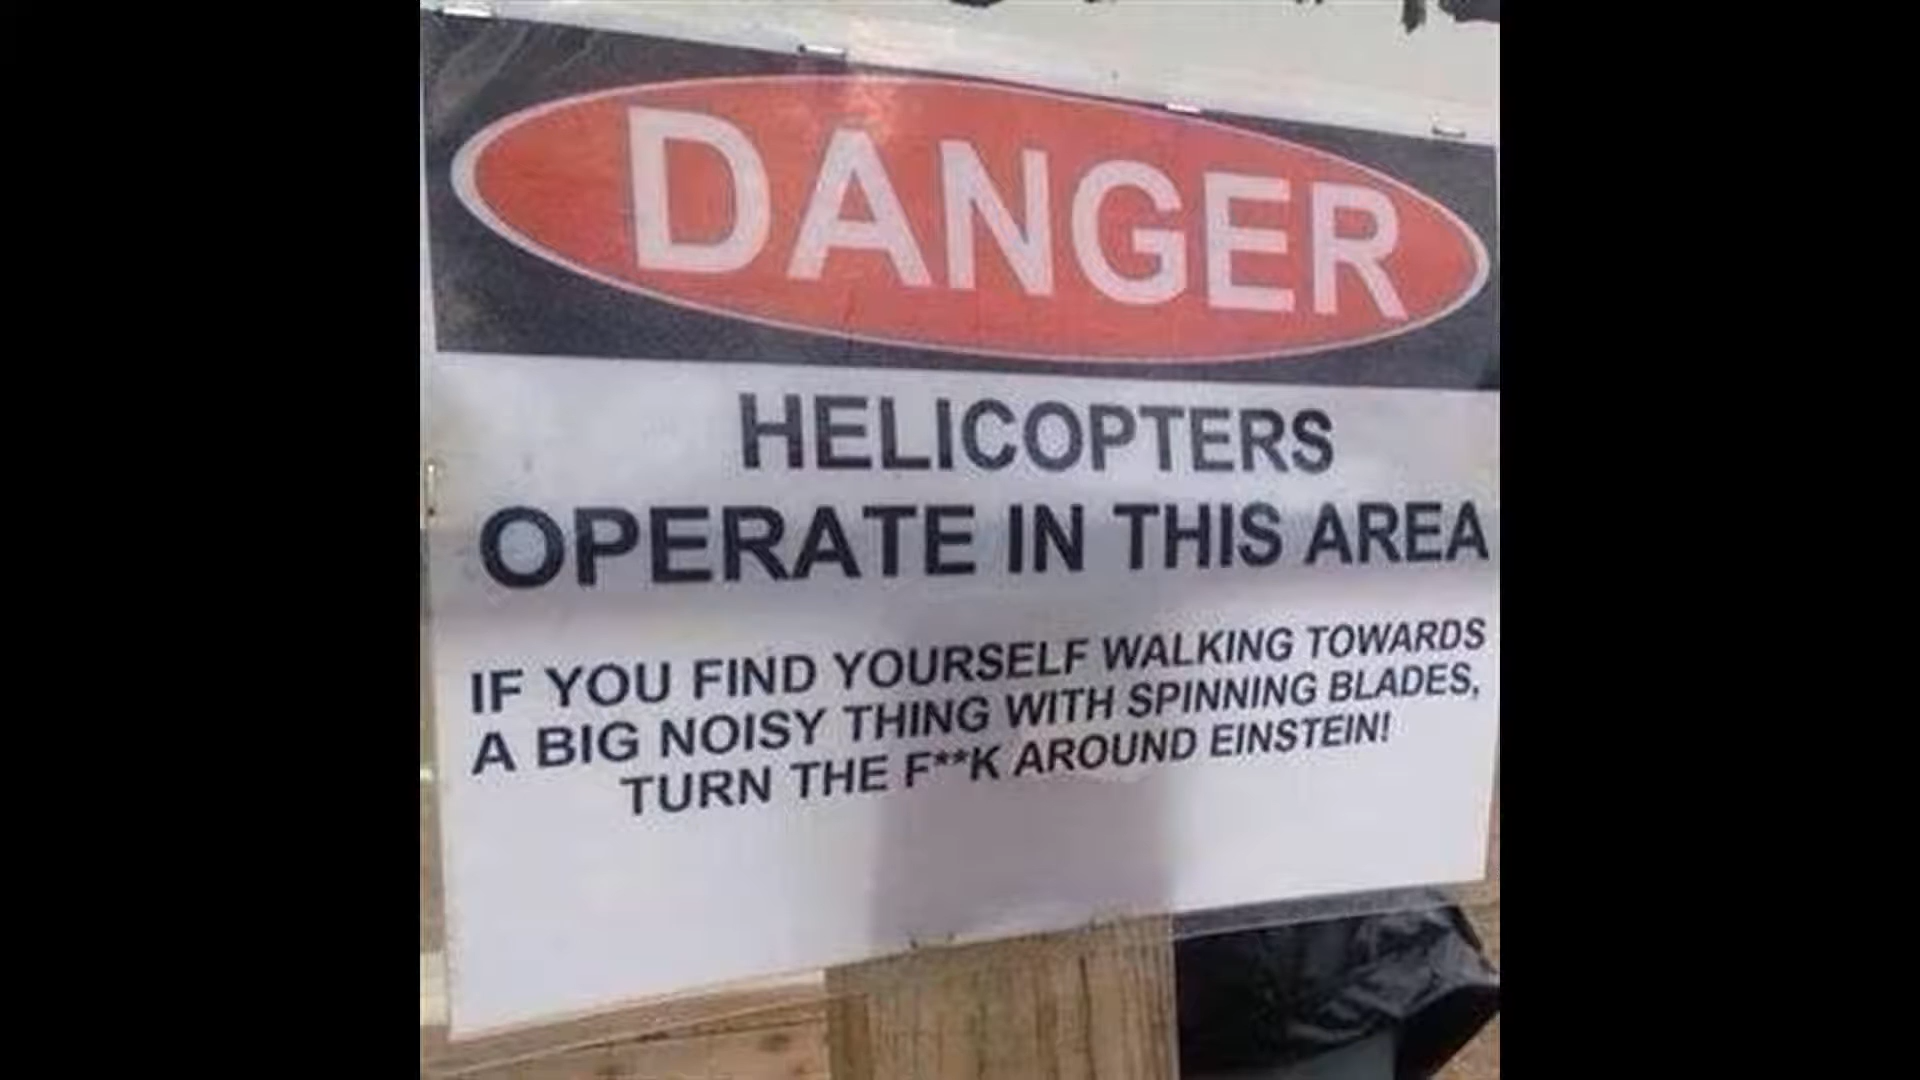 DANGER
HELICOPTERS
OPERATE IN THIS AREA
IF YOU FIND YOURSELF WALKING TOWARDS
A BIG NOISY THING WITH SPINNING BLADES,
TURN THE F**K AROUND EINSTEIN!